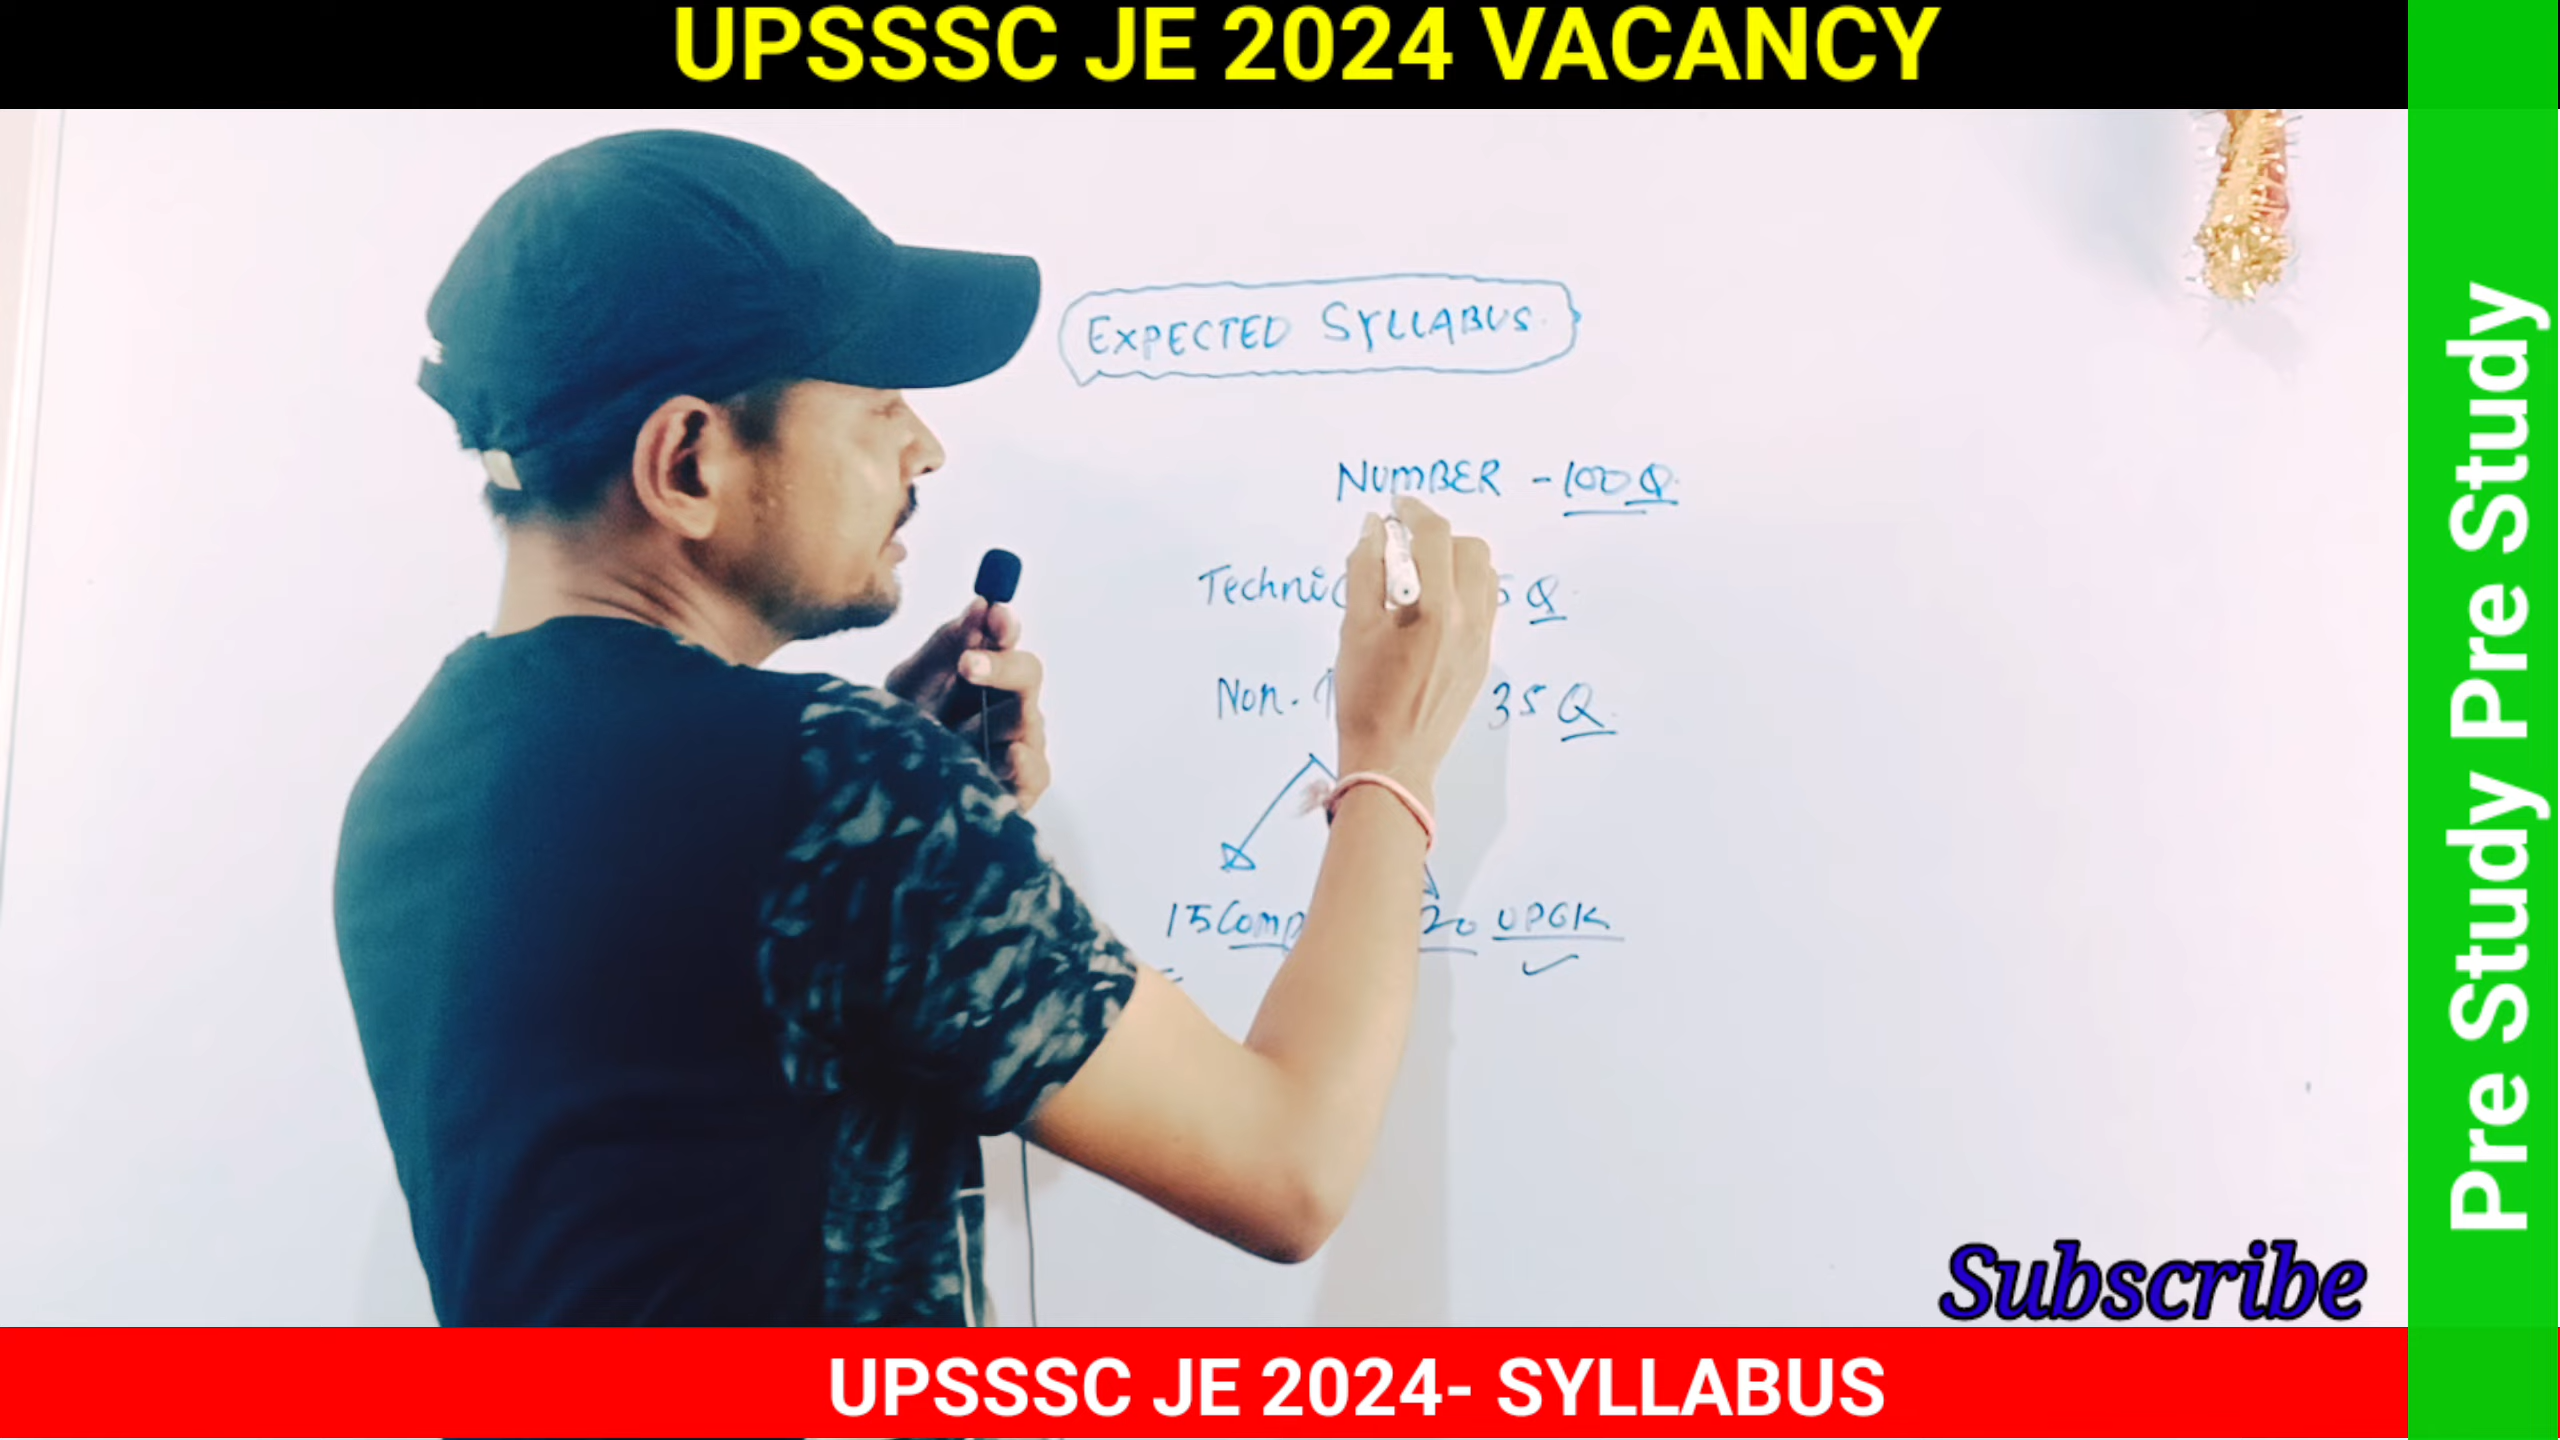 UPSSSC JE 2024 VACANCY
EXPECTED SYLLABUS
NUMBER - 100 Q.
Q.
Non. 35 Q.
15 20 UPGK
Subscribe
UPSSSC JE 2024- SYLLABUS
Pre Study Pre Study